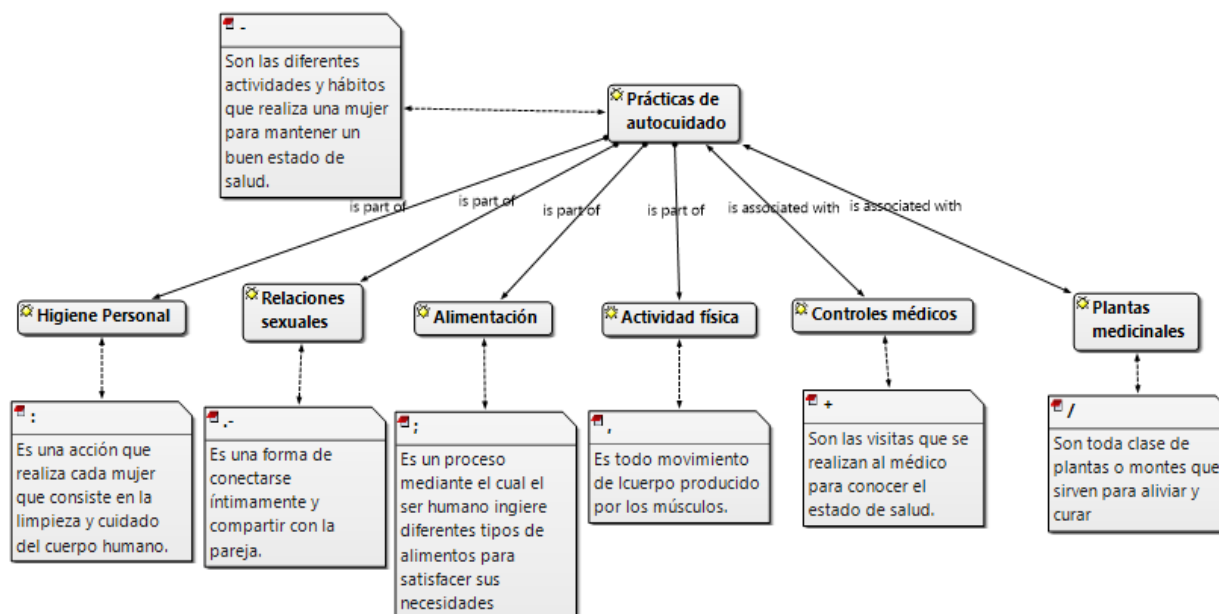 -
Son las diferentes
actividades y hábitos
que realiza una mujer
para mantener un
buen estado de
salud.
Prácticas de
autocuidado
is part of
is part of
is part of
is part of
is associated with
is associated with
Higiene Personal
Relaciones
sexuales
Alimentación
Actividad física
Controles médicos
Plantas
medicinales
:
Es una acción que
realiza cada mujer
que consiste en la
limpieza y cuidado
del cuerpo humano.
.-
Es una forma de
conectarse
íntimamente y
compartir con la
pareja.
;
Es un proceso
mediante el cual el
ser humano ingiere
diferentes tipos de
alimentos para
satisfacer sus
necesidades
,
Es todo movimiento
de lcuerpo producido
por los músculos.
+
Son las visitas que se
realizan al médico
para conocer el
estado de salud.
/
Son toda clase de
plantas o montes que
sirven para aliviar y
curar